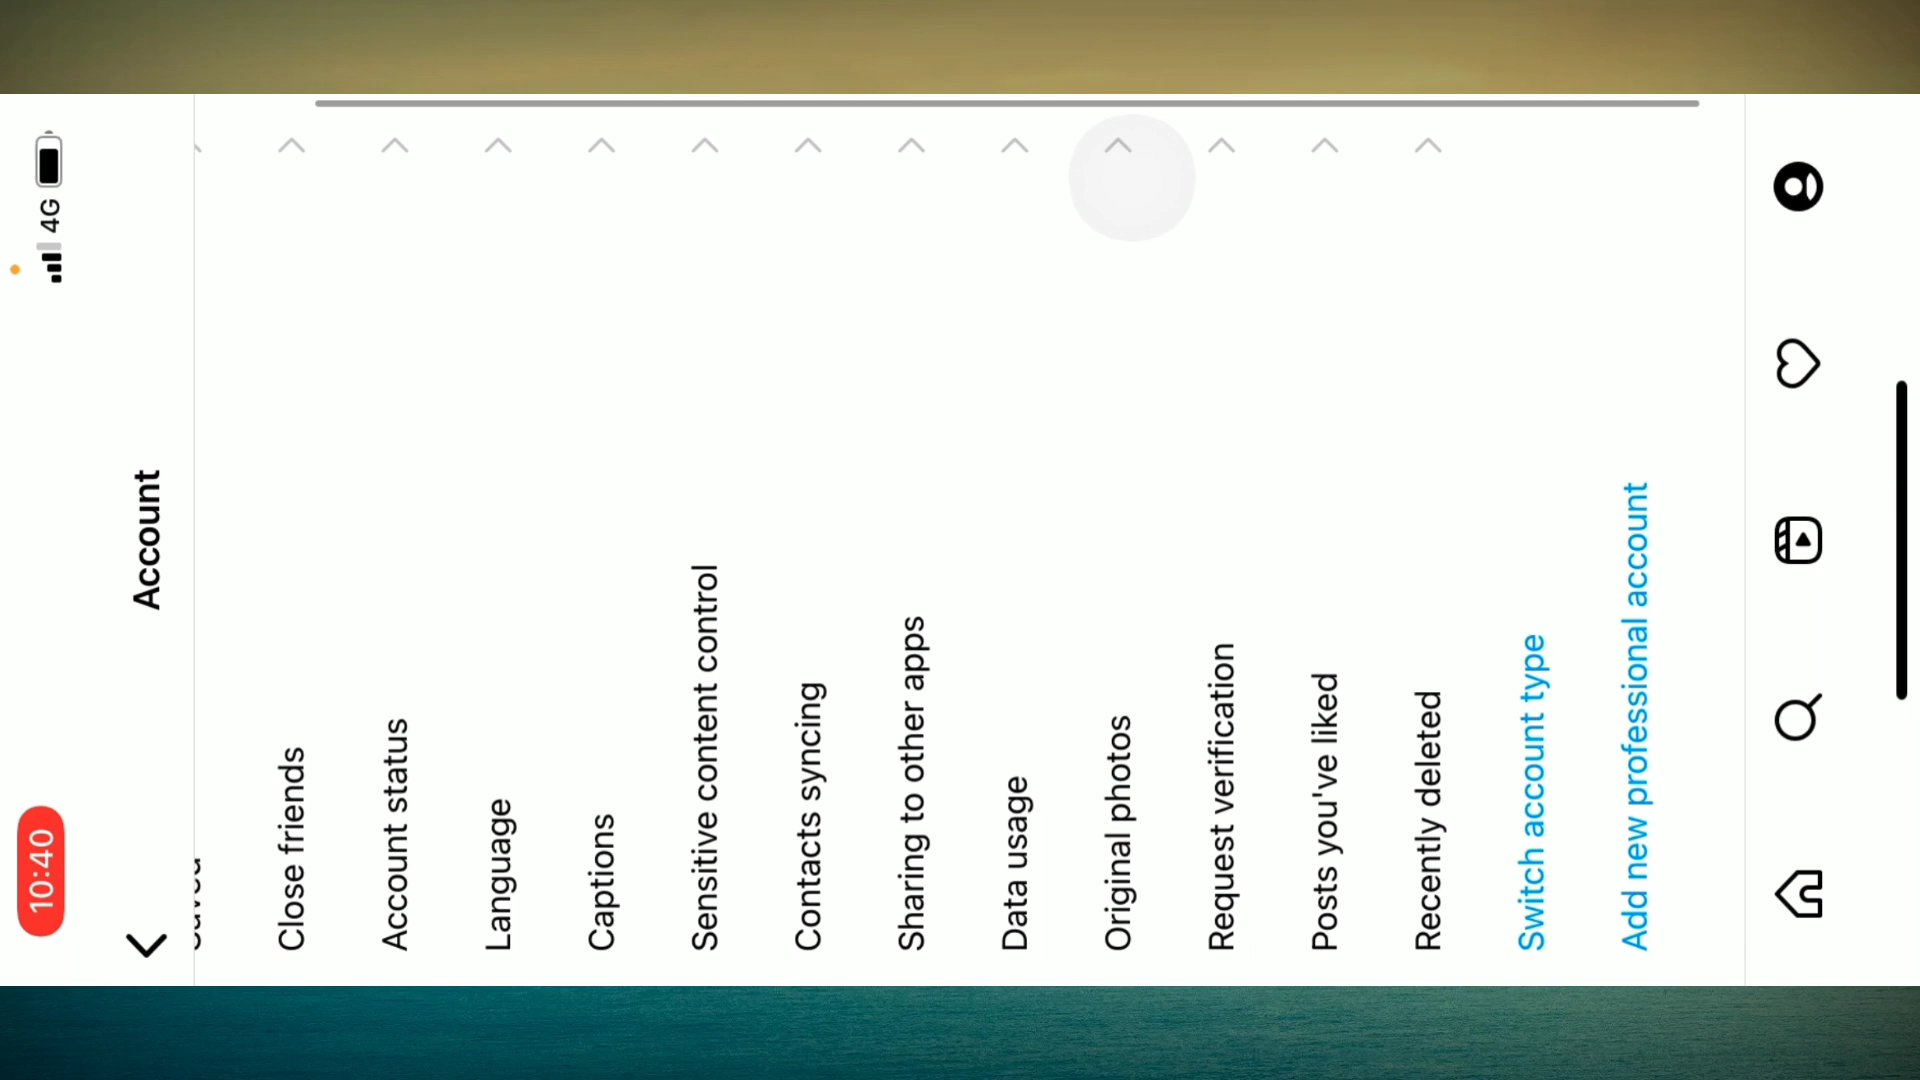 10:40
4G
Account
Close friends
Account status
Language
Captions
Sensitive content control
Contacts syncing
Sharing to other apps
Data usage
Original photos
Request verification
Posts you've liked
Recently deleted
Switch account type
Add new professional account